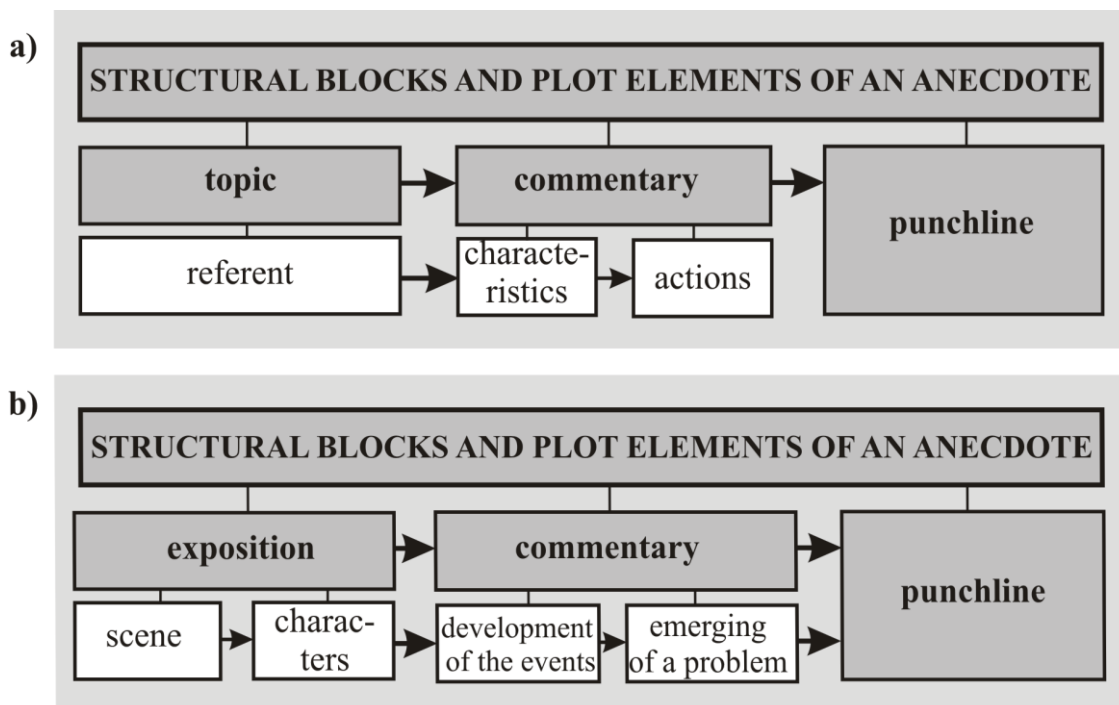 a)
STRUCTURAL BLOCKS AND PLOT ELEMENTS OF AN ANECDOTE
topic
commentary
punchline
referent
characte-
ristics
actions
b)
STRUCTURAL BLOCKS AND PLOT ELEMENTS OF AN ANECDOTE
exposition
commentary
punchline
scene
charac-
ters
development
of the events
emerging
of a problem